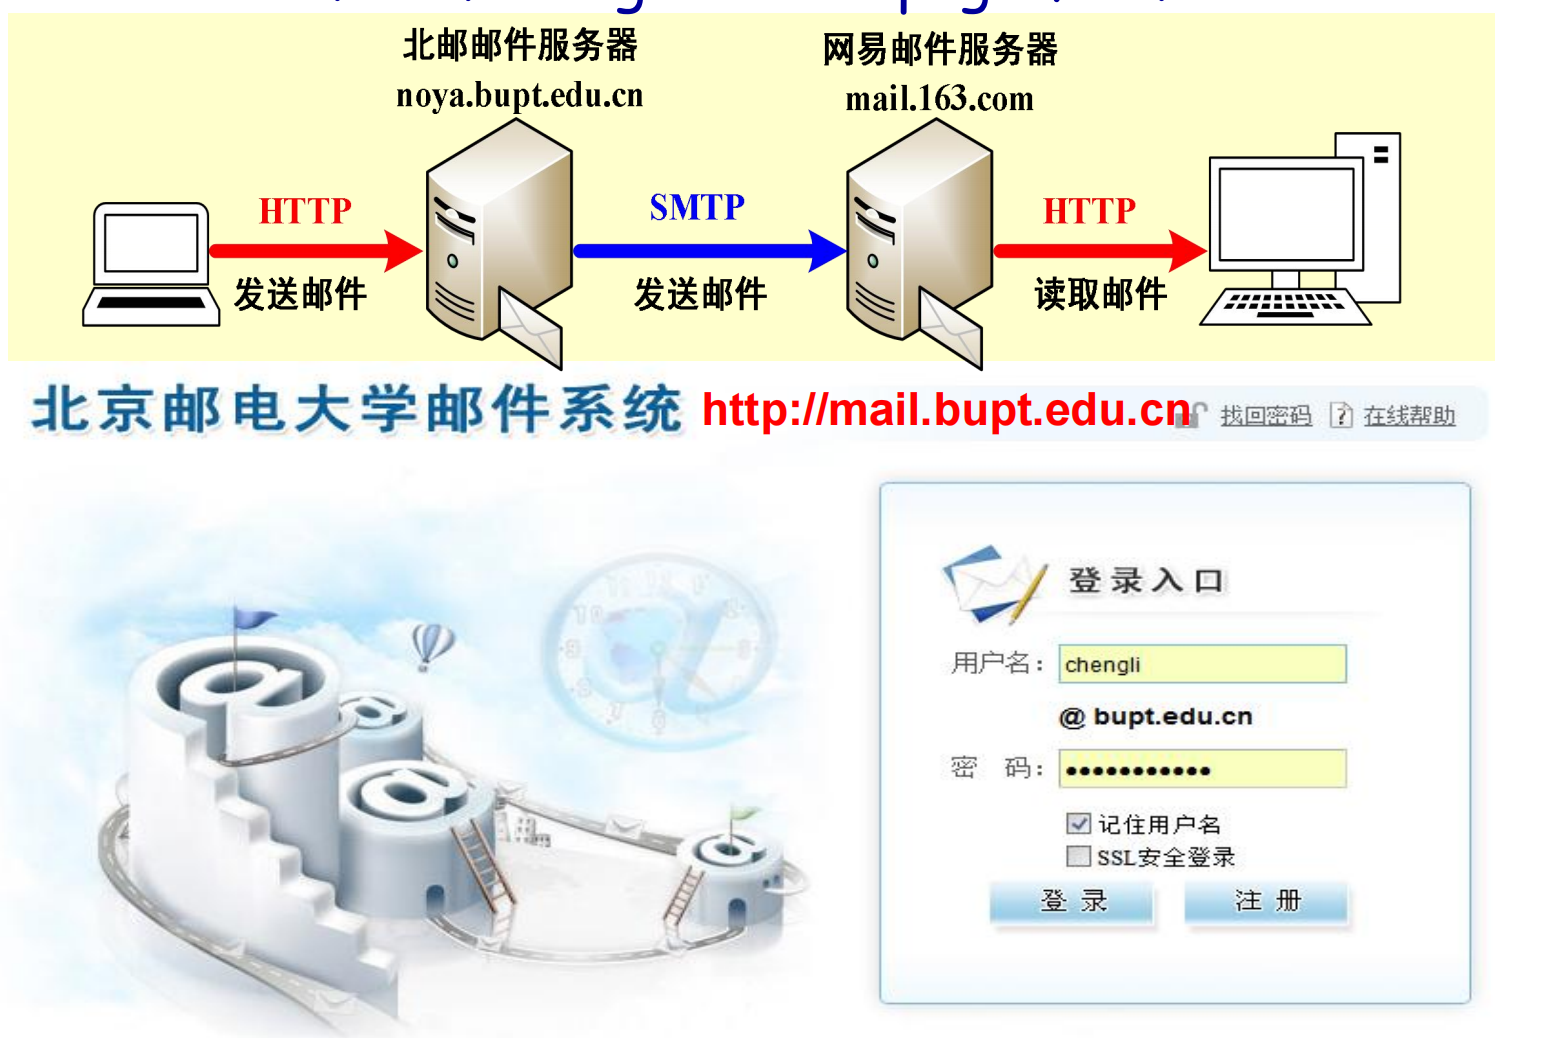 北邮邮件服务器
noya.bupt.edu.cn
网易邮件服务器
mail.163.com
HTTP
SMTP
HTTP
发送邮件
发送邮件
读取邮件
北京邮电大学邮件系统 http://mail.bupt.edu.cn 找回密码 在线帮助
登录入口
用户名： chengli
@ bupt.edu.cn
密 码： •••••••••••
记住用户名
SSL安全登录
登 录 注 册